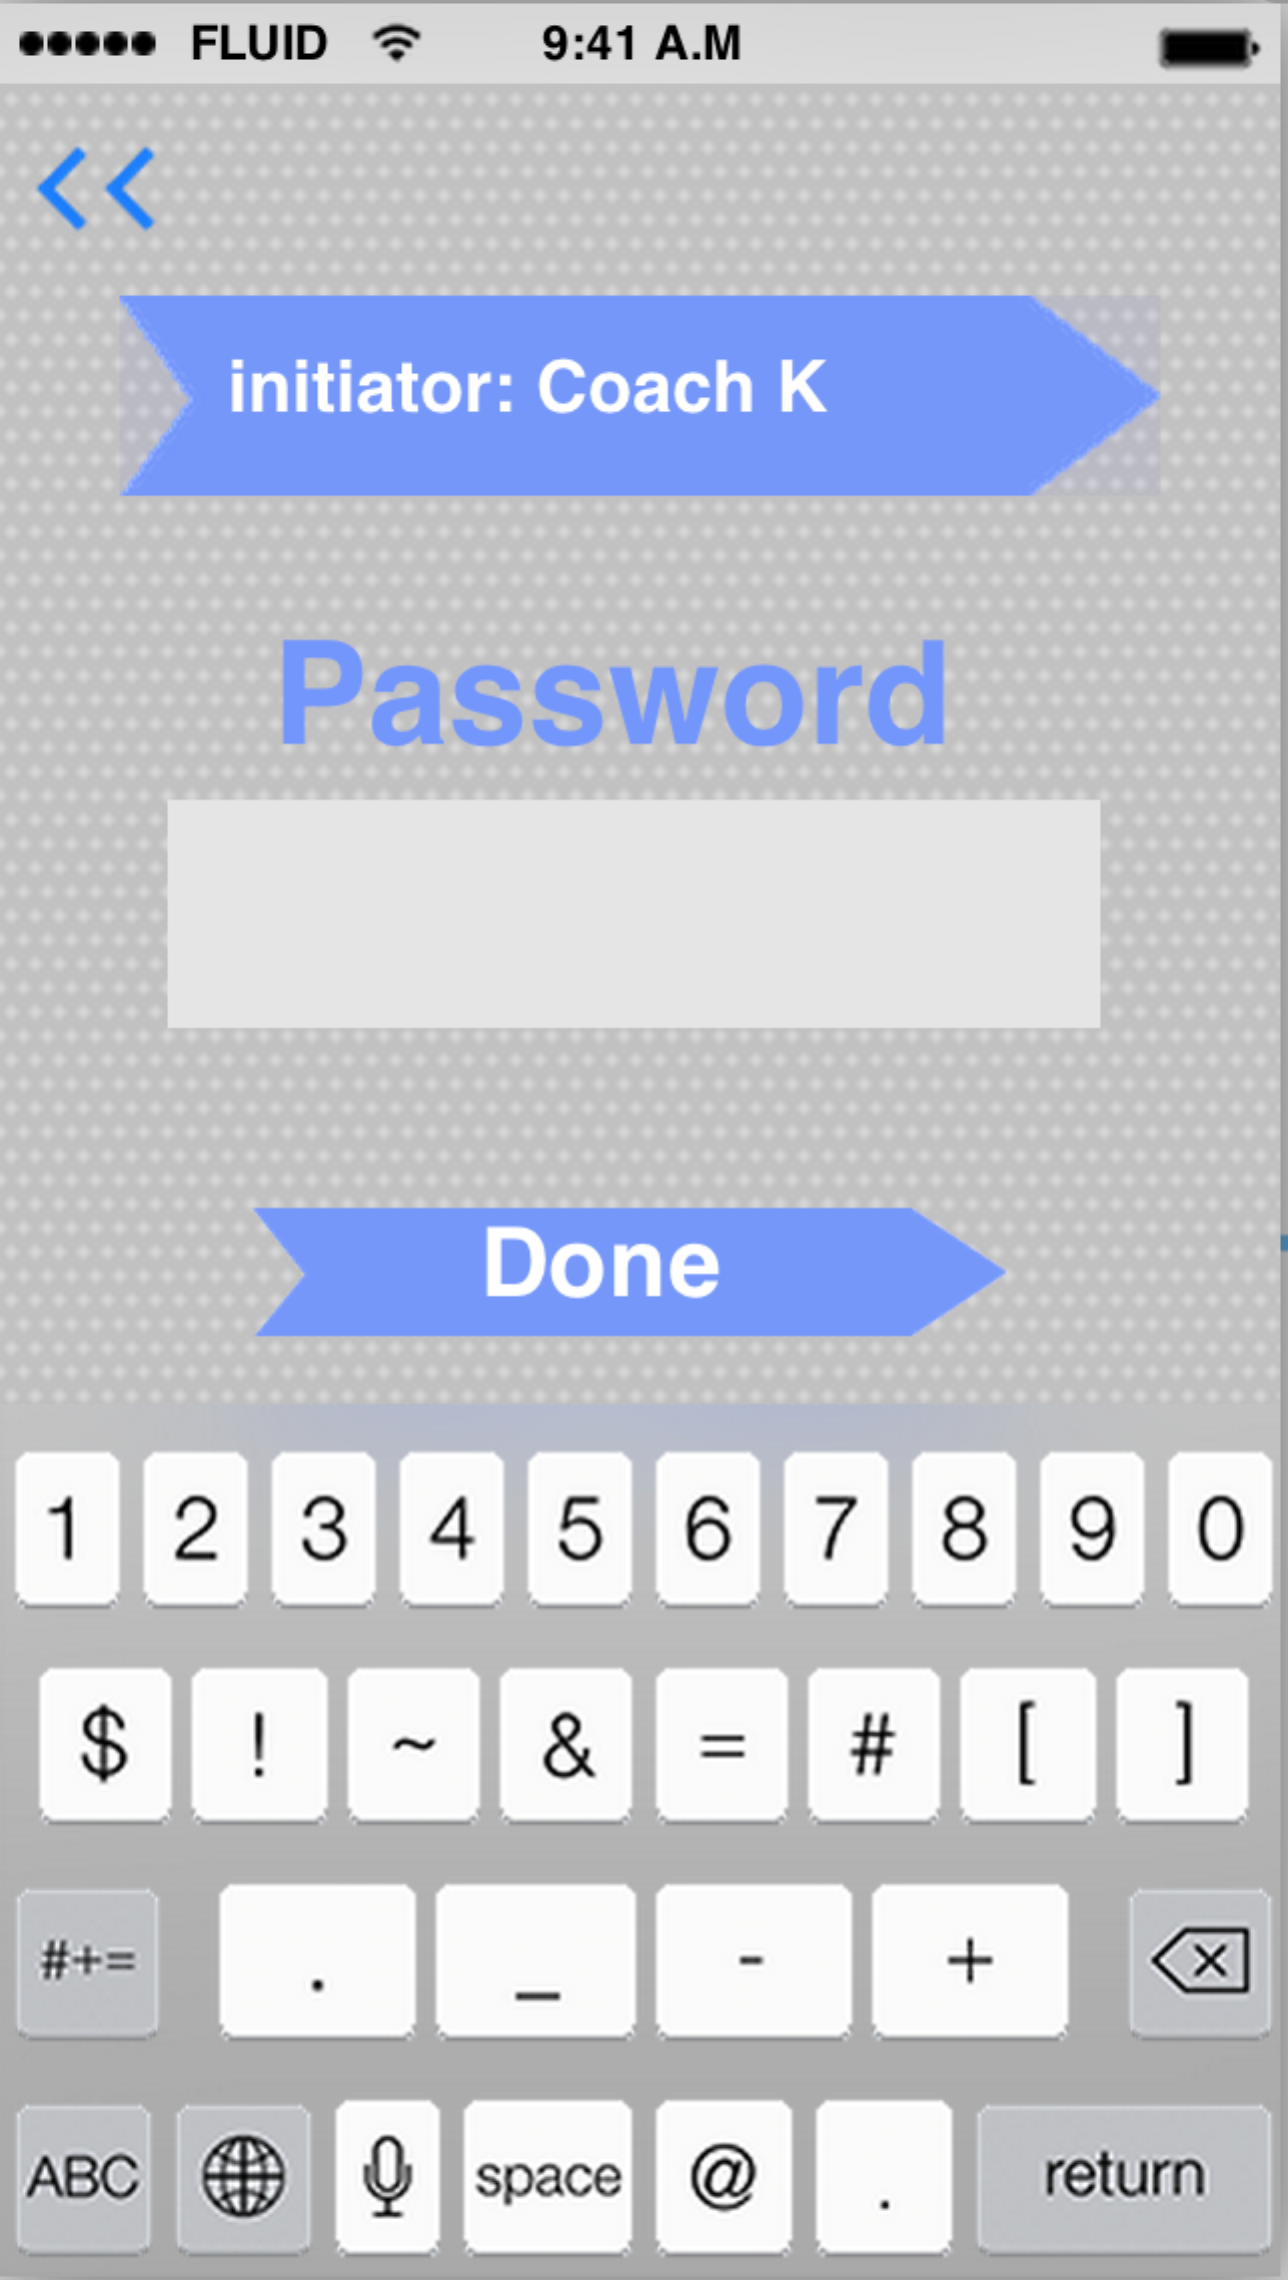 FLUID 9:41 A.M
initiator: Coach K
Password
Done
1 2 3 4 5 6 7 8 9 0
$ ! ~ & = # [ ]
#+= . _ - +
ABC space @ . return